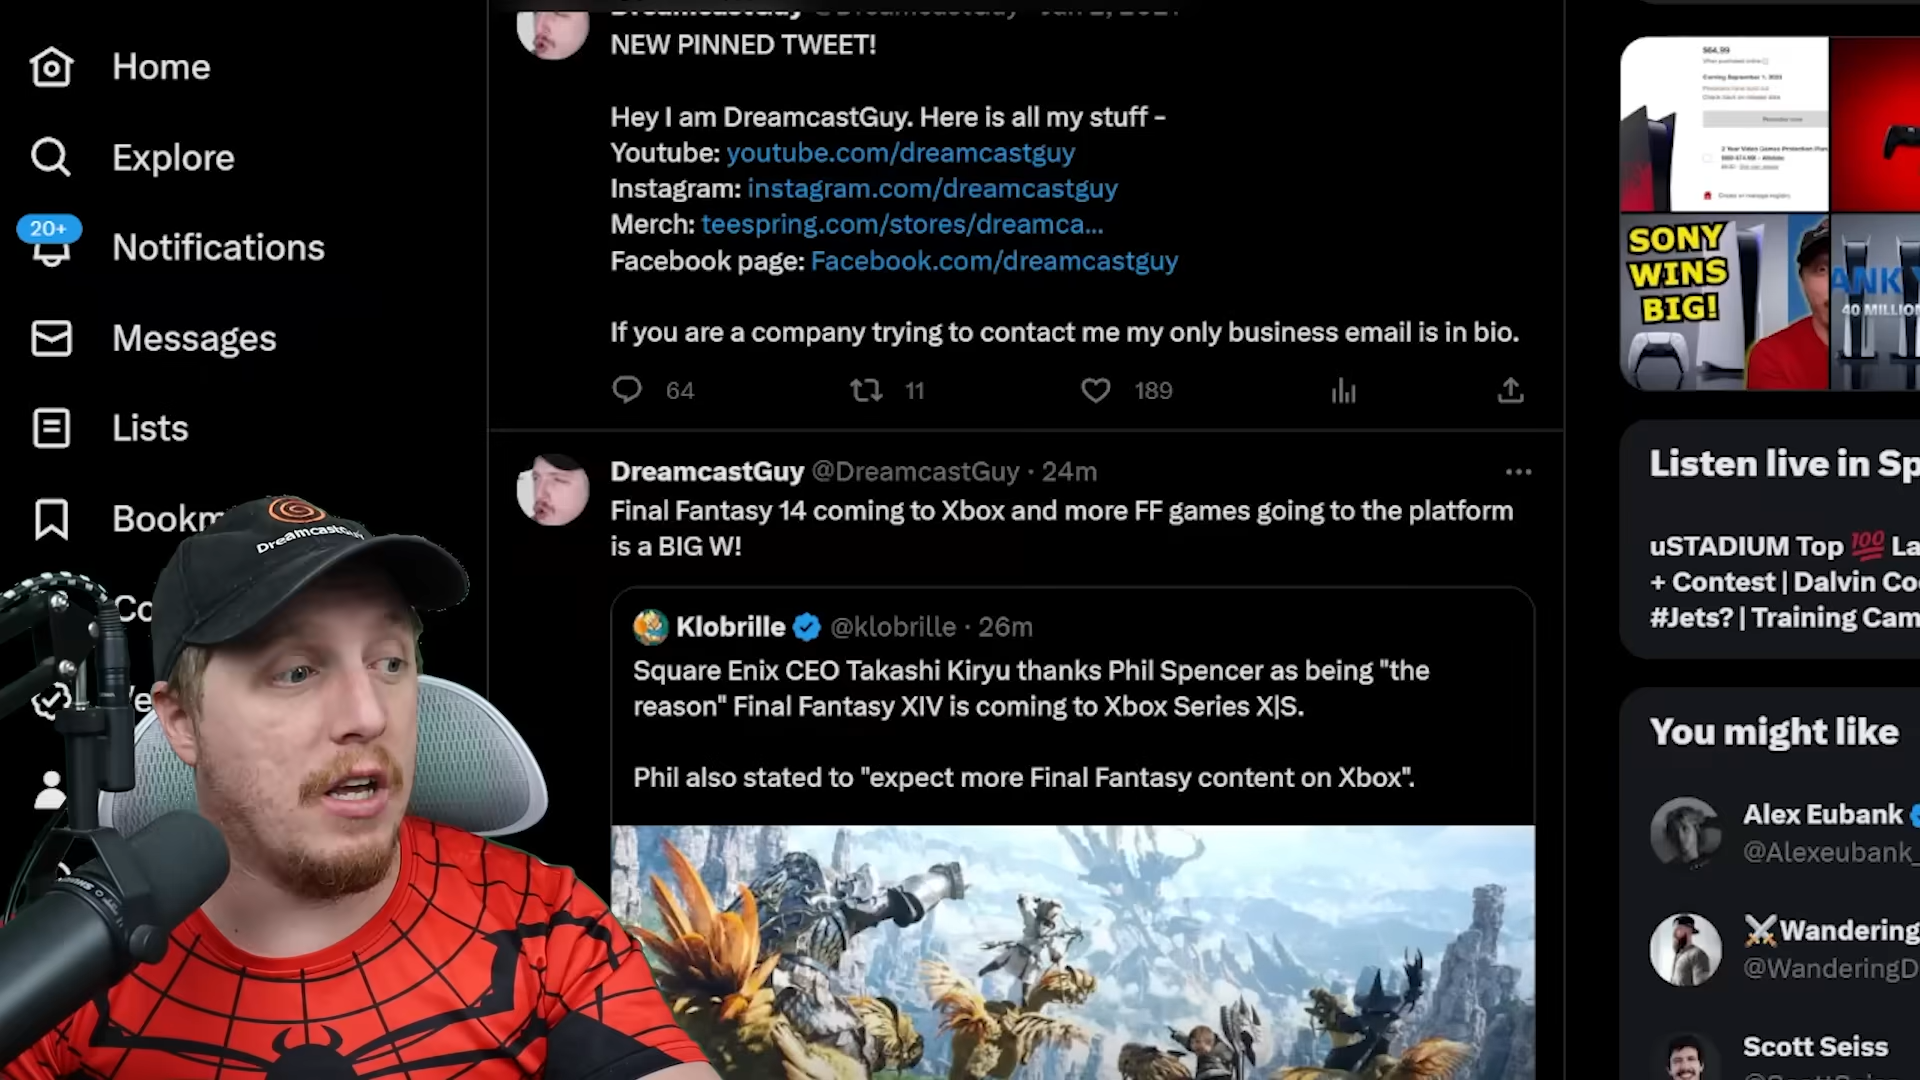 Home
Explore
20+
Notifications
Messages
Lists
Bookm
Co
DreamcastGuy
NEW PINNED TWEET!
Hey I am DreamcastGuy. Here is all my stuff -
Youtube: youtube.com/dreamcastguy
Instagram: instagram.com/dreamcastguy
Merch: teespring.com/stores/dreamca...
Facebook page: Facebook.com/dreamcastguy
If you are a company trying to contact me my only business email is in bio.
64 11 189
DreamcastGuy @DreamcastGuy · 24m
Final Fantasy 14 coming to Xbox and more FF games going to the platform
is a BIG W!
Klobrille @klobrille · 26m
Square Enix CEO Takashi Kiryu thanks Phil Spencer as being "the
reason" Final Fantasy XIV is coming to Xbox Series X|S.
Phil also stated to "expect more Final Fantasy content on Xbox".
SONY
WINS
BIG!
ANK Y
40 MILLION
Listen live in Sp
uSTADIUM Top 💯 La
+ Contest | Dalvin Co
#Jets? | Training Cam
You might like
Alex Eubank
@Alexeubank_
⚔Wandering
@WanderingD
Scott Seiss